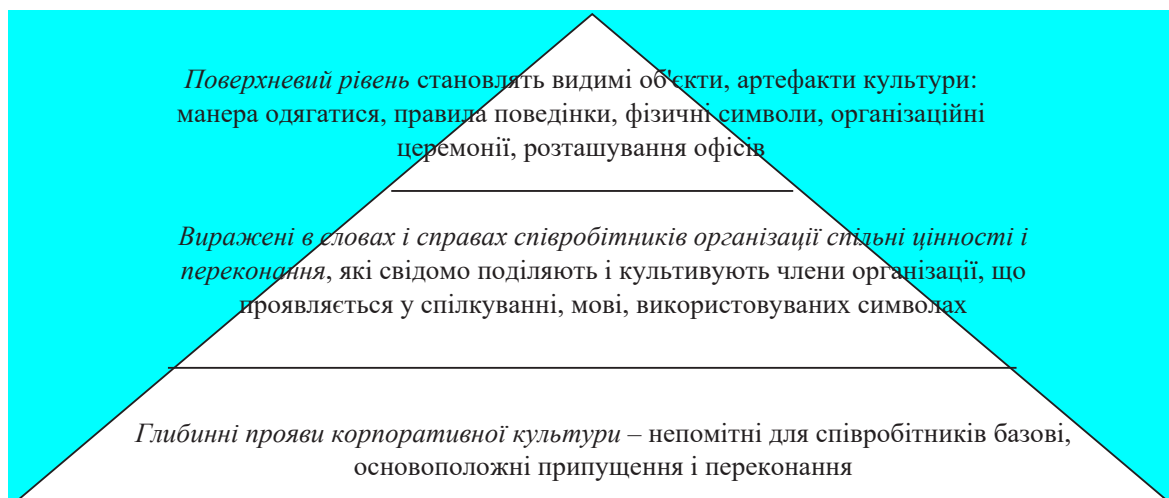 Поверхневий рівень становлять видимі об'єкти, артефакти культури:
манера одягатися, правила поведінки, фізичні символи, організаційні
церемонії, розташування офісів
Виражені в словах і справах співробітників організації спільні цінності і
переконання, які свідомо поділяють і культивують члени організації, що
проявляється у спілкуванні, мові, використовуваних символах
Глибинні прояви корпоративної культури – непомітні для співробітників базові,
основоположні припущення і переконання